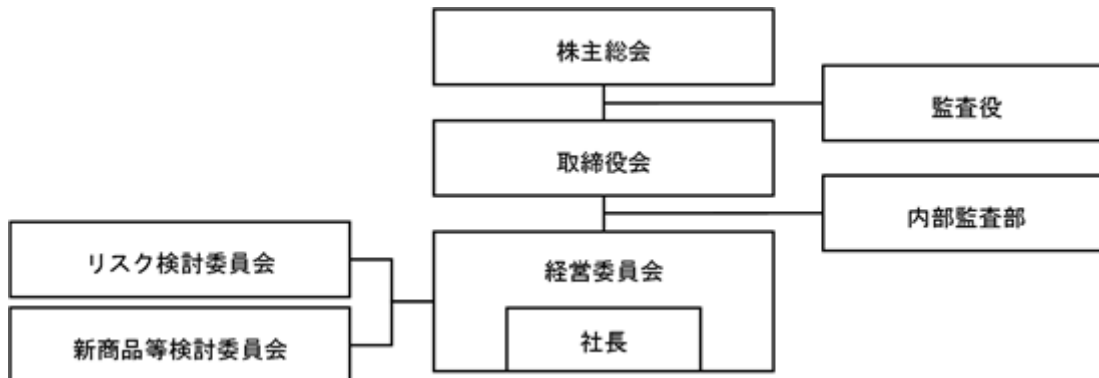 株主総会
監査役
取締役会
内部監査部
リスク検討委員会
経営委員会
新商品等検討委員会
社長